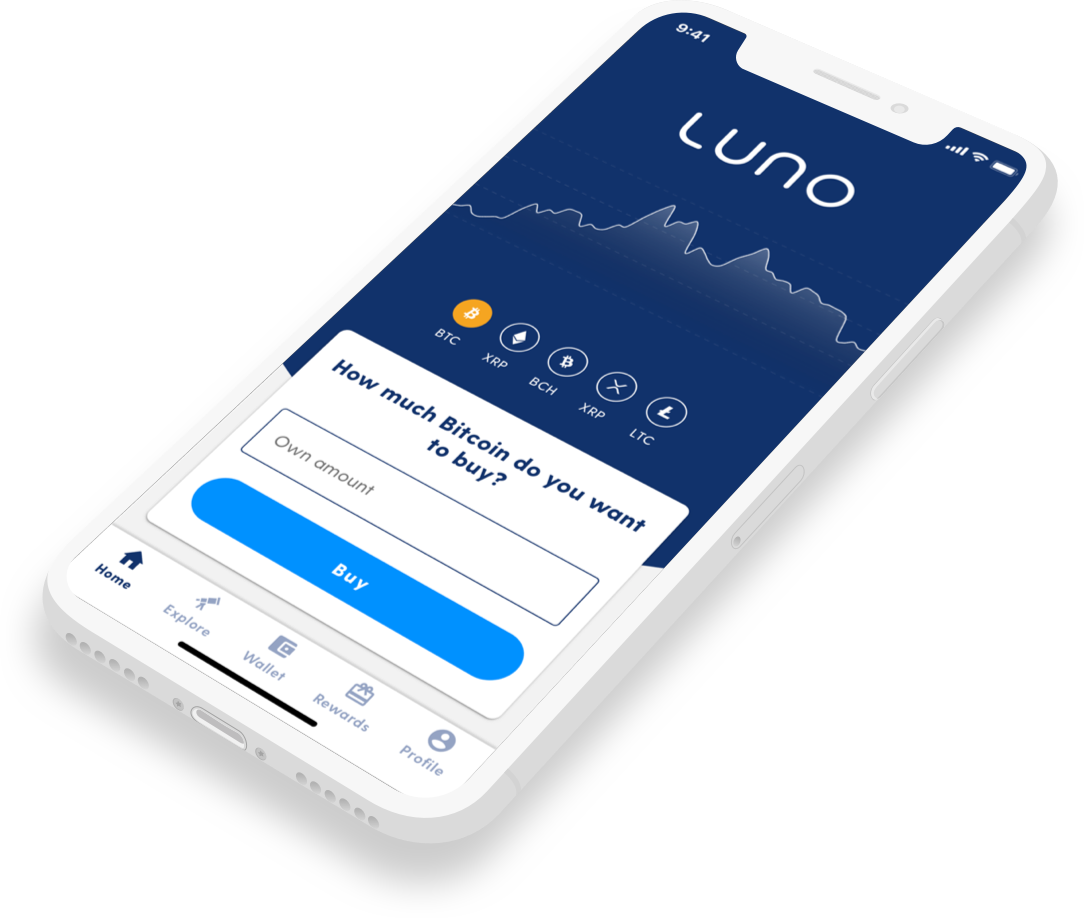 9:41
LUNO
BTC
XRP
BCH
XRP
LTC
How much Bitcoin do you want
to buy?
Own amount
Buy
Home
Explore
Wallet
Rewards
Profile